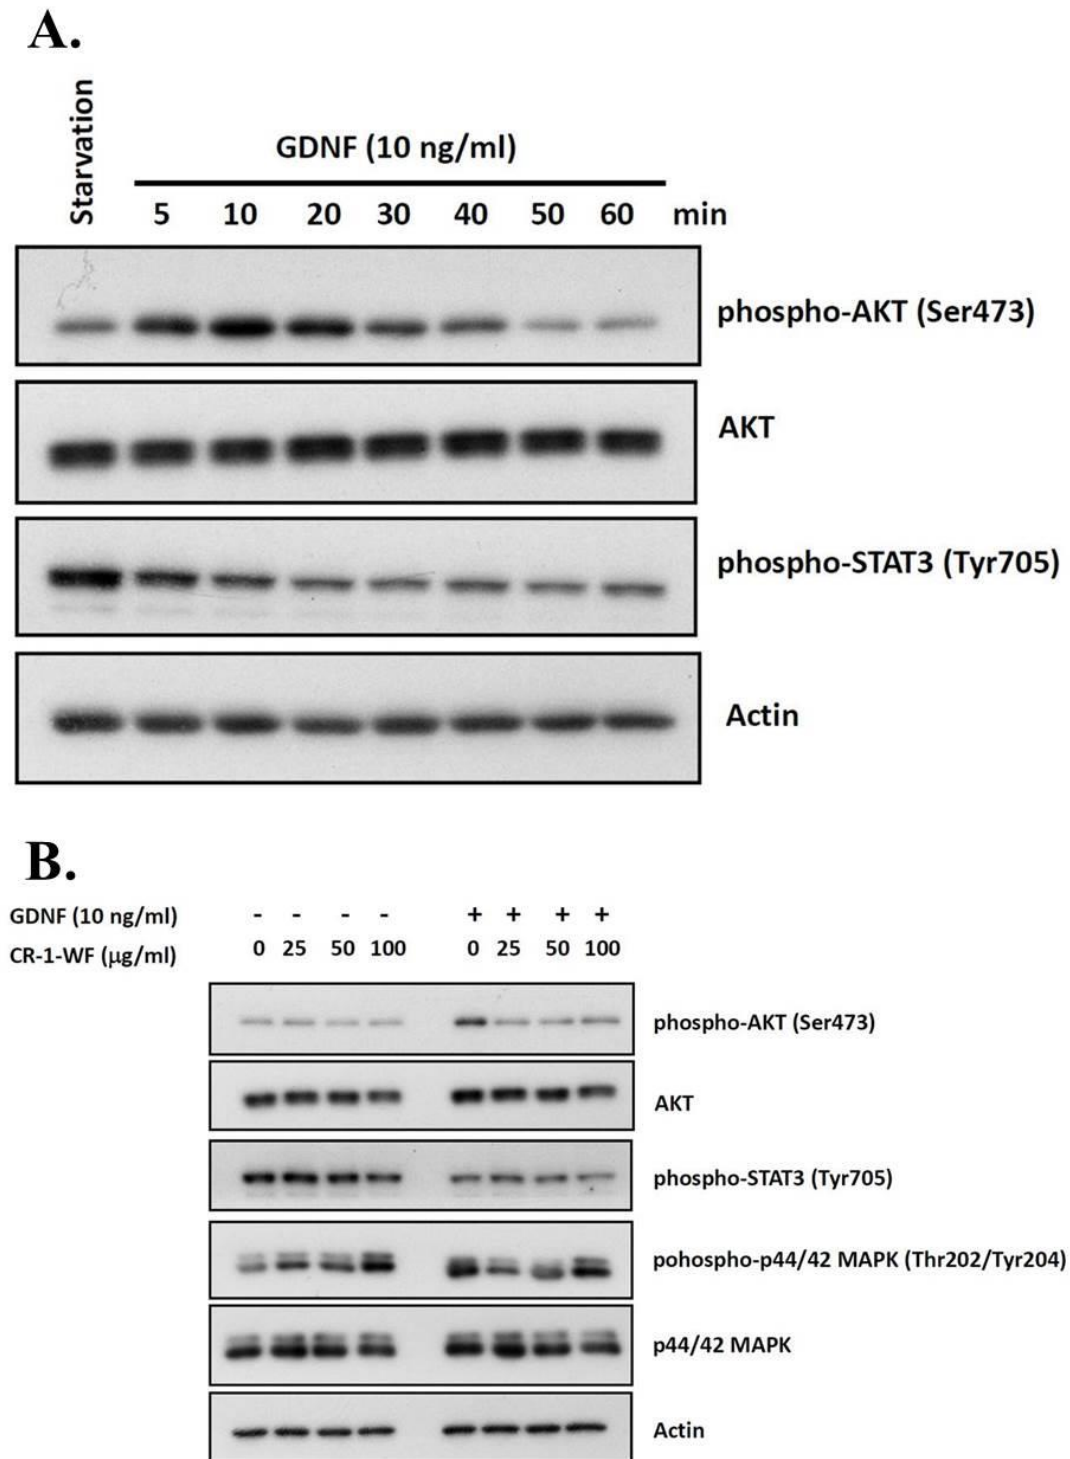 A.
Starvation
GDNF (10 ng/ml)
5 10 20 30 40 50 60 min
phospho-AKT (Ser473)
AKT
phospho-STAT3 (Tyr705)
Actin
B.
GDNF (10 ng/ml) - - - - + + + +
CR-1-WF (μg/ml) 0 25 50 100 0 25 50 100
phospho-AKT (Ser473)
AKT
phospho-STAT3 (Tyr705)
pohospho-p44/42 MAPK (Thr202/Tyr204)
p44/42 MAPK
Actin